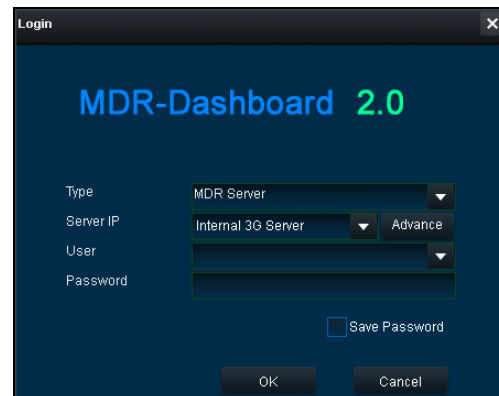 Login
MDR-Dashboard 2.0
Type MDR Server
Server IP Internal 3G Server Advance
User
Password
Save Password
OK Cancel